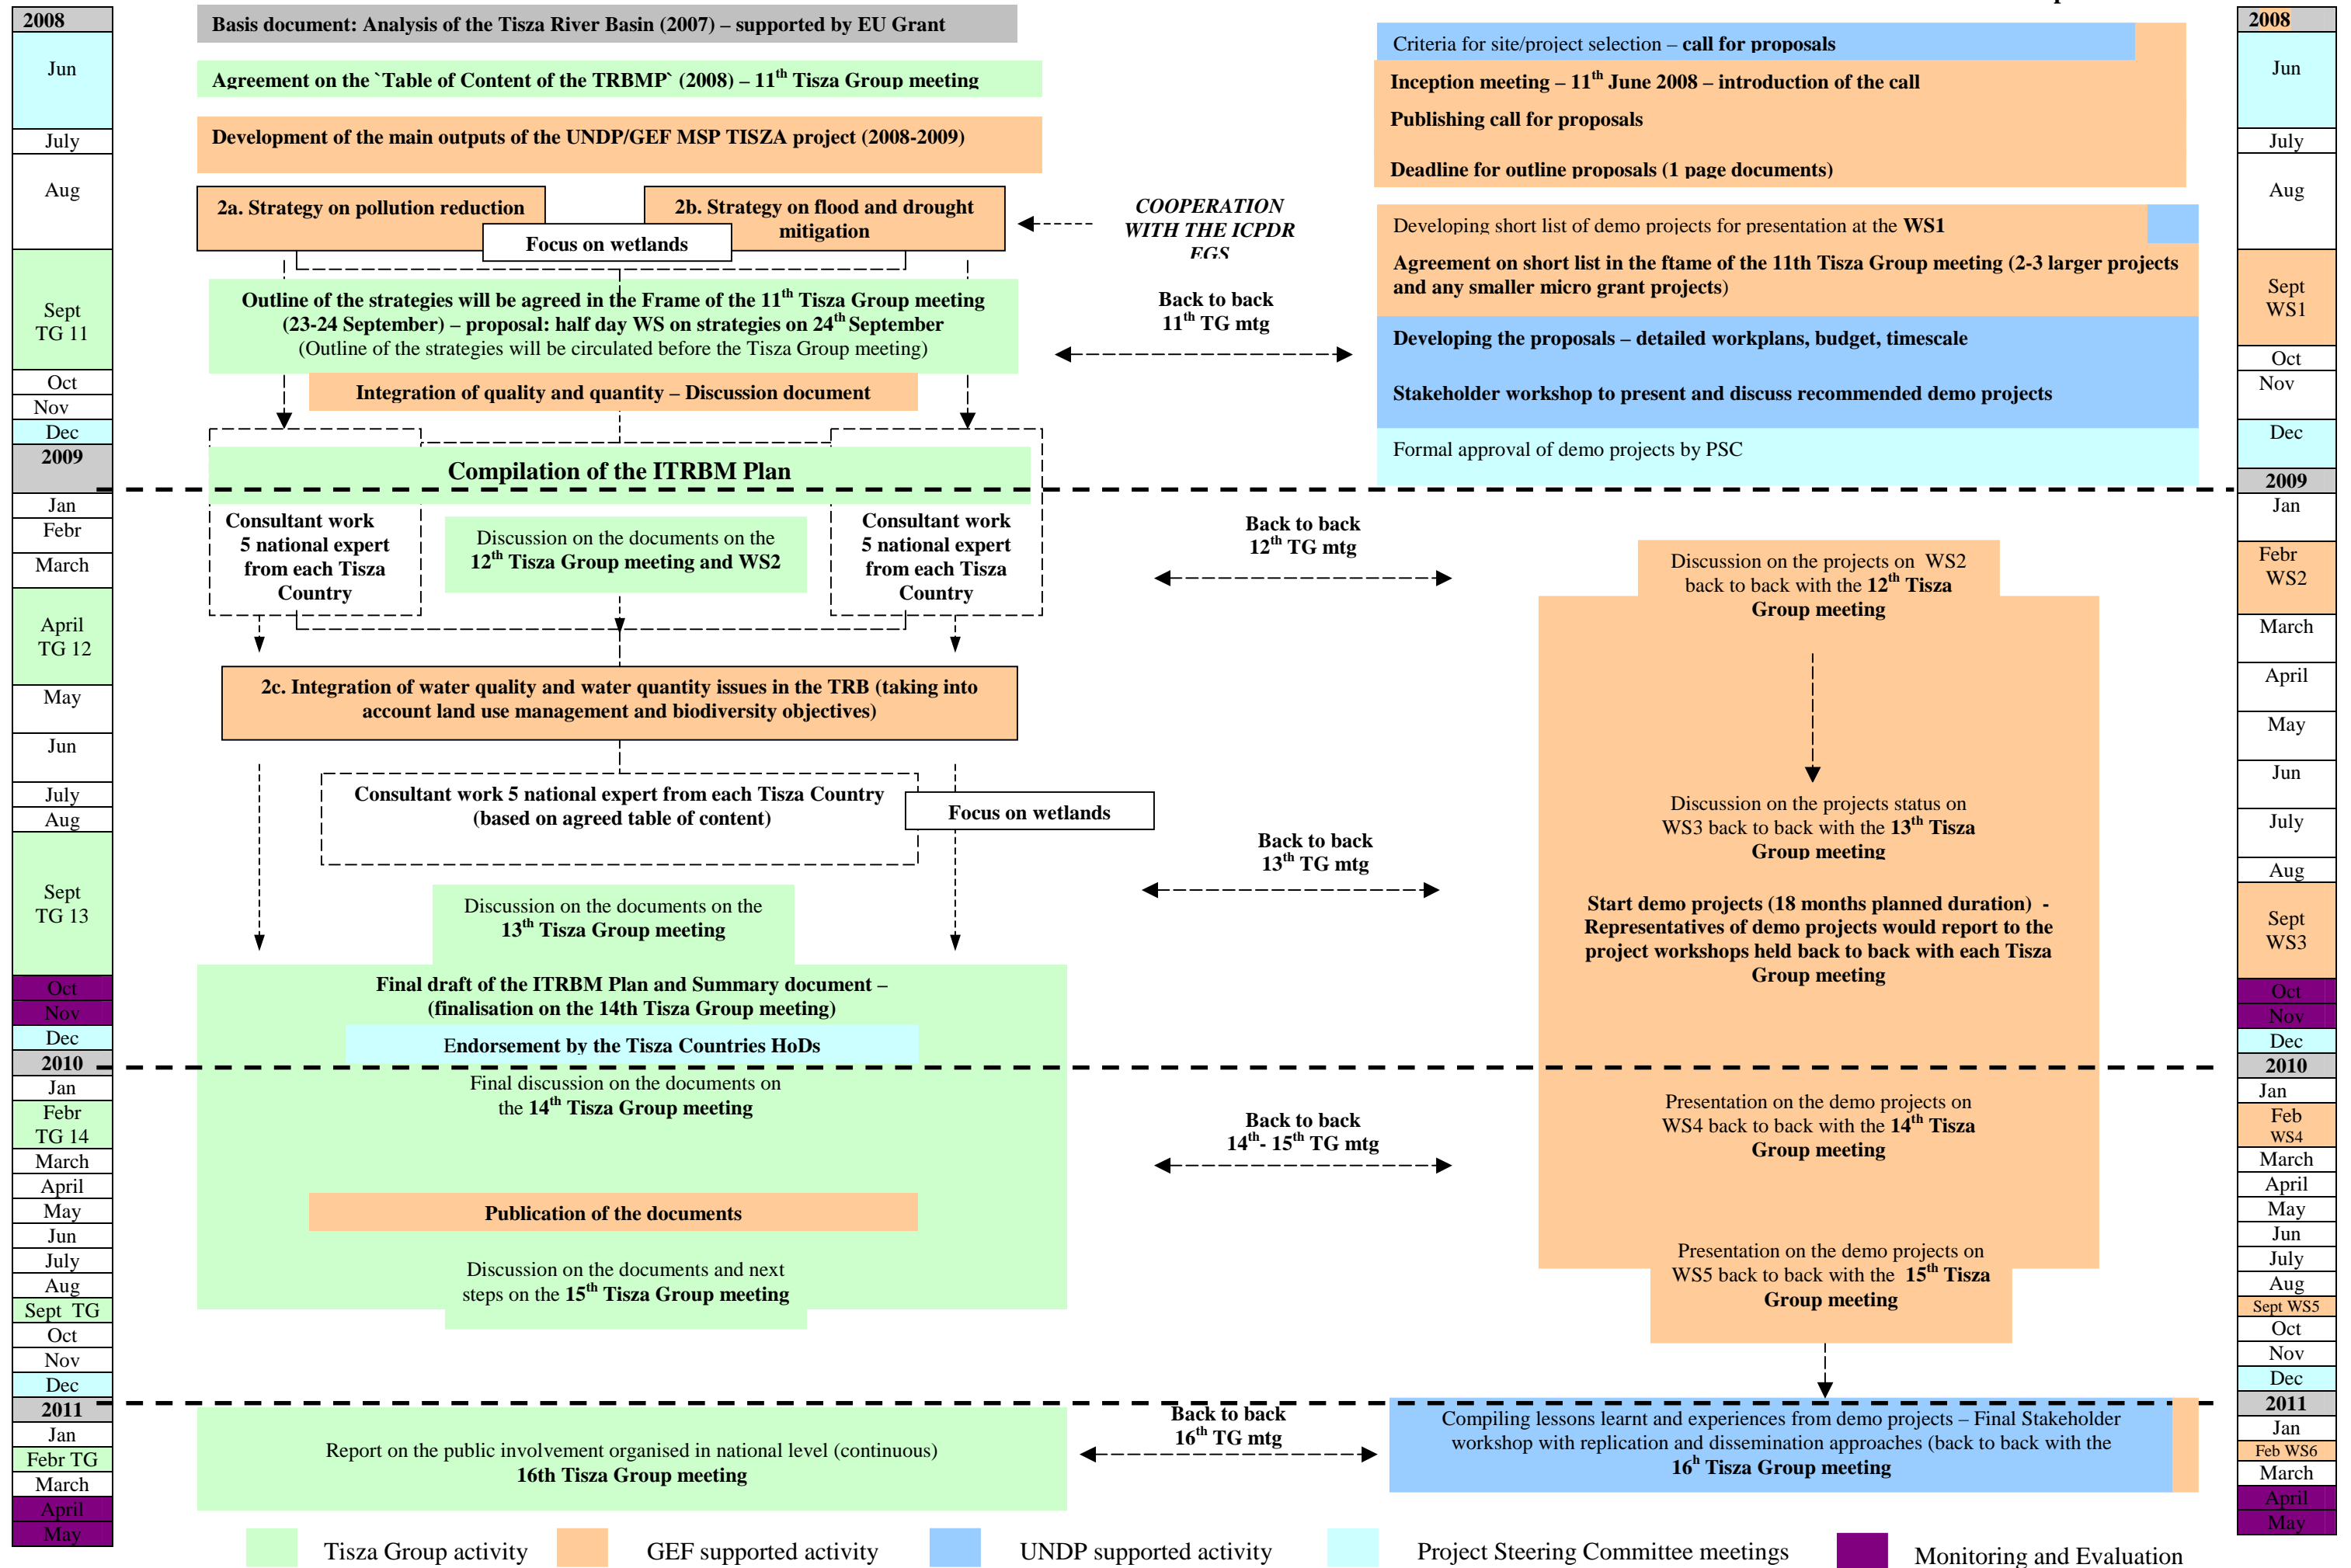 2008
Jun
July
Aug
Sept
TG 11
Oct
Nov
Dec
2009
Jan
Febr
March
April
TG 12
May
Jun
July
Aug
Sept
TG 13
Oct
Nov
Dec
2010
Jan
Febr
TG 14
March
April
May
Jun
July
Aug
Sept TG
Oct
Nov
Dec
2011
Jan
Febr TG
March
April
May
Basis document: Analysis of the Tisza River Basin (2007) – supported by EU Grant
Agreement on the `Table of Content of the TRBMP` (2008) – 11th Tisza Group meeting
Development of the main outputs of the UNDP/GEF MSP TISZA project (2008-2009)
2a. Strategy on pollution reduction
2b. Strategy on flood and drought
mitigation
Focus on wetlands
Outline of the strategies will be agreed in the Frame of the 11th Tisza Group meeting
(23-24 September) – proposal: half day WS on strategies on 24th September
(Outline of the strategies will be circulated before the Tisza Group meeting)
Integration of quality and quantity – Discussion document
Compilation of the ITRBM Plan
Consultant work
5 national expert
from each Tisza
Country
Discussion on the documents on the
12th Tisza Group meeting and WS2
Consultant work
5 national expert
from each Tisza
Country
2c. Integration of water quality and water quantity issues in the TRB (taking into
account land use management and biodiversity objectives)
Consultant work 5 national expert from each Tisza Country
(based on agreed table of content)
Focus on wetlands
Discussion on the documents on the
13th Tisza Group meeting
Final draft of the ITRBM Plan and Summary document –
(finalisation on the 14th Tisza Group meeting)
Endorsement by the Tisza Countries HoDs
Final discussion on the documents on
the 14th Tisza Group meeting
Publication of the documents
Discussion on the documents and next
steps on the 15th Tisza Group meeting
Report on the public involvement organised in national level (continuous)
16th Tisza Group meeting
COOPERATION
WITH THE ICPDR
EGS
Back to back
11th TG mtg
Back to back
12th TG mtg
Back to back
13th TG mtg
Back to back
14th- 15th TG mtg
Back to back
16th TG mtg
Criteria for site/project selection – call for proposals
Inception meeting – 11th June 2008 – introduction of the call
Publishing call for proposals
Deadline for outline proposals (1 page documents)
Developing short list of demo projects for presentation at the WS1
Agreement on short list in the ftame of the 11th Tisza Group meeting (2-3 larger projects
and any smaller micro grant projects)
Developing the proposals – detailed workplans, budget, timescale
Stakeholder workshop to present and discuss recommended demo projects
Formal approval of demo projects by PSC
Discussion on the projects on WS2
back to back with the 12th Tisza
Group meeting
Discussion on the projects status on
WS3 back to back with the 13th Tisza
Group meeting
Start demo projects (18 months planned duration) -
Representatives of demo projects would report to the
project workshops held back to back with each Tisza
Group meeting
Presentation on the demo projects on
WS4 back to back with the 14th Tisza
Group meeting
Presentation on the demo projects on
WS5 back to back with the 15th Tisza
Group meeting
Compiling lessons learnt and experiences from demo projects – Final Stakeholder
workshop with replication and dissemination approaches (back to back with the
16h Tisza Group meeting
2008
Jun
July
Aug
Sept
WS1
Oct
Nov
Dec
2009
Jan
Febr
WS2
March
April
May
Jun
July
Aug
Sept
WS3
Oct
Nov
Dec
2010
Jan
Feb
WS4
March
April
May
Jun
July
Aug
Sept WS5
Oct
Nov
Dec
2011
Jan
Feb WS6
March
April
May
Tisza Group activity
GEF supported activity
UNDP supported activity
Project Steering Committee meetings
Monitoring and Evaluation